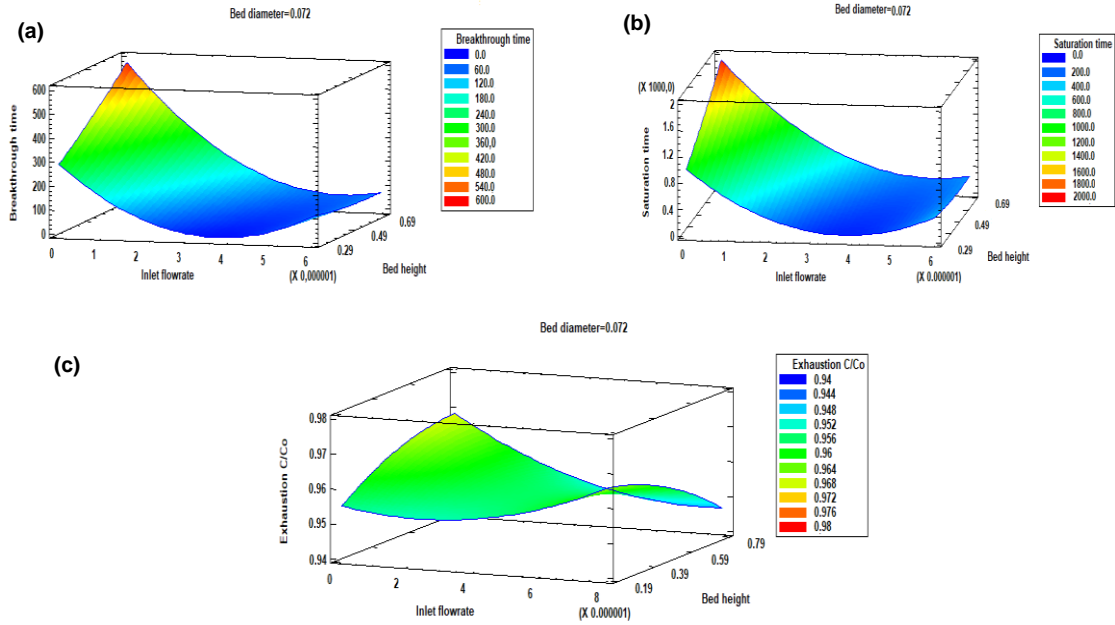 (a)
Bed diameter=0.072
Breakthrough time
0.0
60.0
120.0
180.0
240.0
300.0
360,0
420.0
480.0
540.0
600.0
Breakthrough time
600
500
400
300
200
100
0
0 1 2 3 4 5 6
(X 0,000001)
Inlet flowrate
0.29 0.49 0.69
Bed height
(b)
Bed diameter=0.072
Saturation time
0.0
200.0
400.0
600.0
800.0
1000.0
1200.0
1400.0
1600.0
1800.0
2000.0
(X 1000,0)
Saturation time
2
1.6
1.2
0.8
0.4
0
0 1 2 3 4 5 6
(X 0.000001)
Inlet flowrate
0.29 0.49 0.69
Bed height
(c)
Bed diameter=0.072
Exhaustion C/Co
0.94
0.944
0.948
0.952
0.956
0.96
0.964
0.968
0.972
0.976
0.98
Exhaustion C/Co
0.98
0.97
0.96
0.95
0.94
0 2 4 6 8
(X 0.000001)
Inlet flowrate
0.19 0.39 0.59 0.79
Bed height